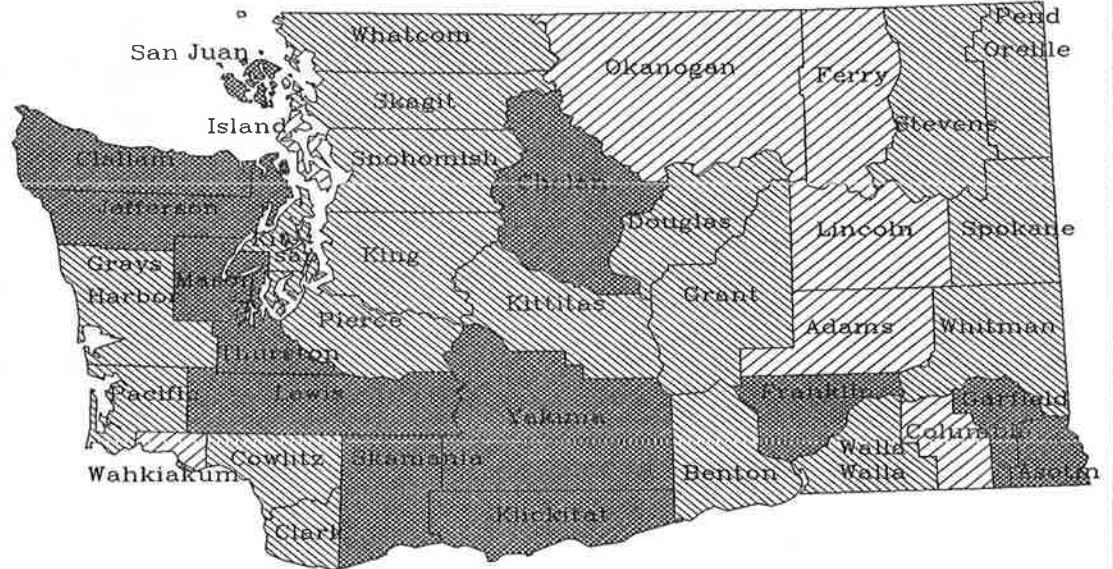 Whatcom
Pend
Oreille
San Juan
Okanogan
Ferry
Skagit
Island
Stevens
Clallam
Snohomish
Chelan
Jefferson
Douglas
Lincoln
Spokane
Kit
sap
King
Grays
Harbor
Mason
Kittitas
Grant
Pierce
Adams
Whitman
Thurston
Pacific
Lewis
Yakima
Franklin
Garfield
Columbia
Wahkiakum
Cowlitz
Skamania
Benton
Walla
Walla
Asotin
Klickitat
Clark